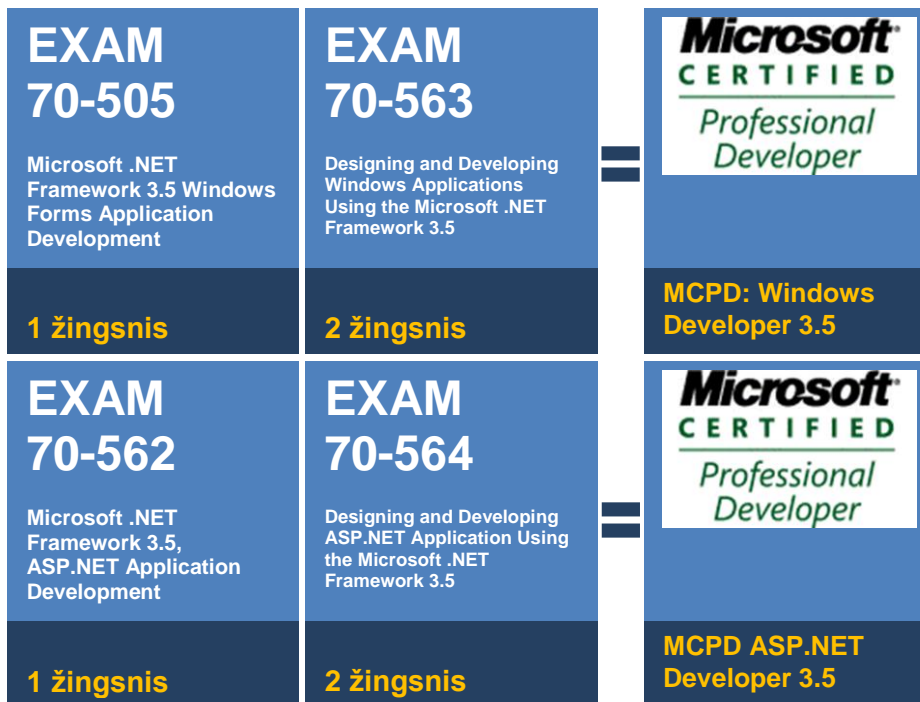 EXAM
70-505
Microsoft .NET
Framework 3.5 Windows
Forms Application
Development
1 žingsnis
EXAM
70-563
Designing and Developing
Windows Applications
Using the Microsoft .NET
Framework 3.5
2 žingsnis
=
Microsoft®
CERTIFIED
Professional
Developer
MCPD: Windows
Developer 3.5
EXAM
70-562
Microsoft .NET
Framework 3.5,
ASP.NET Application
Development
1 žingsnis
EXAM
70-564
Designing and Developing
ASP.NET Application Using
the Microsoft .NET
Framework 3.5
2 žingsnis
=
Microsoft®
CERTIFIED
Professional
Developer
MCPD ASP.NET
Developer 3.5